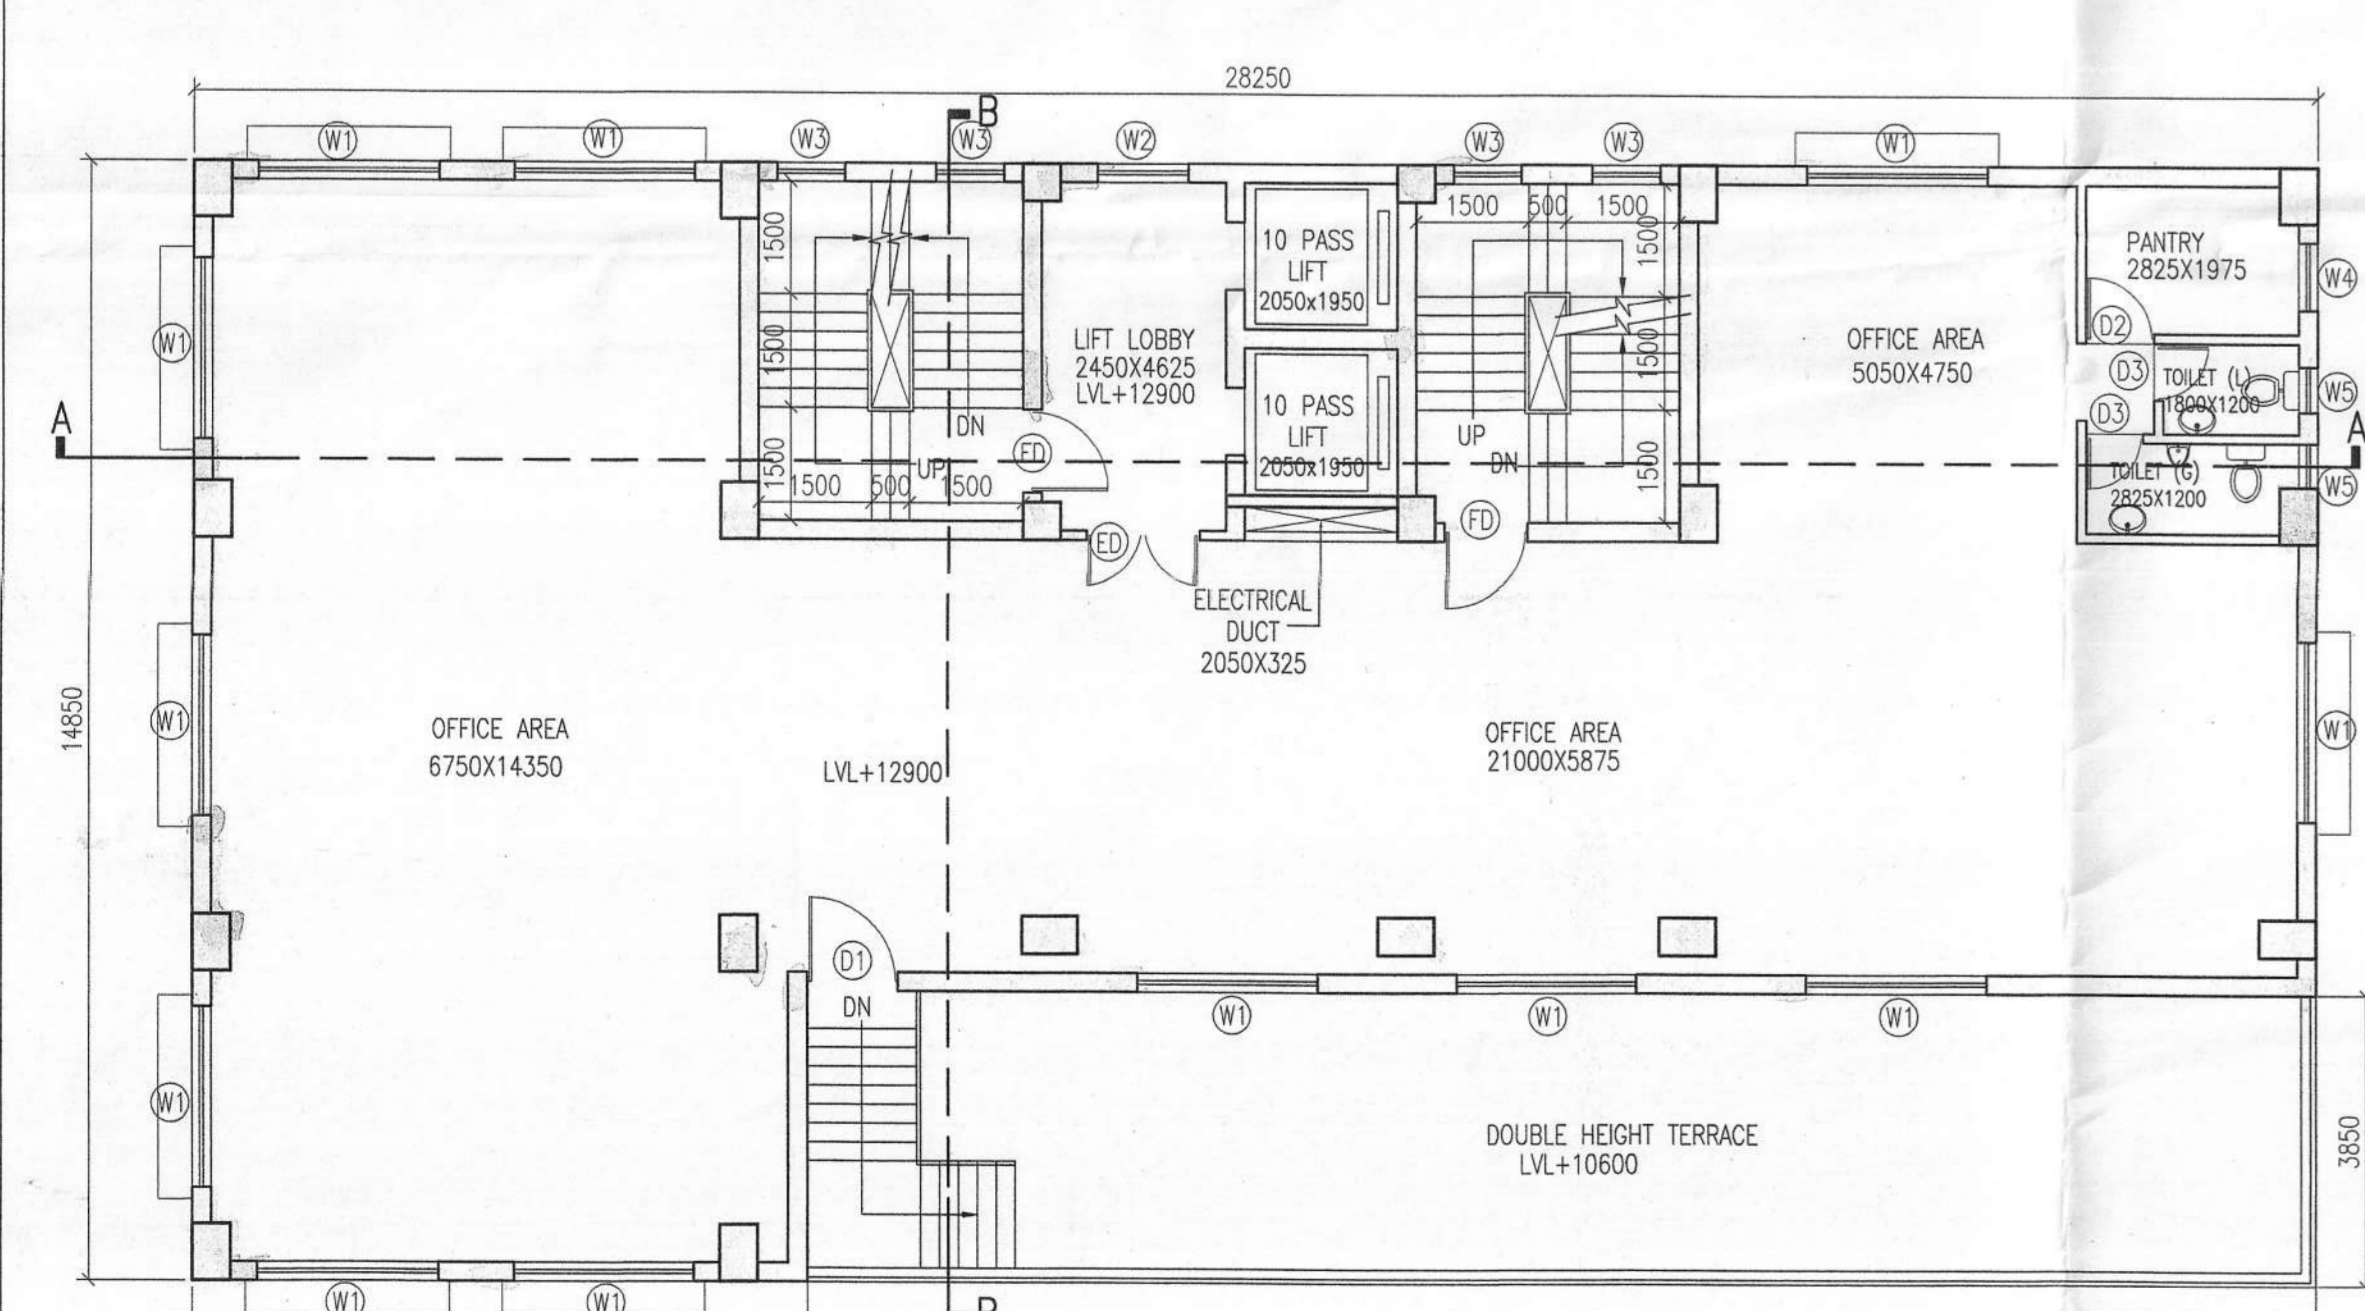 28250
B
W1
W1
W3
W3
W2
W3
W3
W1
1500
1500
500
1500
1500
10 PASS
LIFT
2050x1950
PANTRY
2825X1975
W4
W1
1500
LIFT LOBBY
2450X4625
LVL+12900
1500
OFFICE AREA
5050X4750
D2
D3
TOILET (L)
1800X1200
W5
A
10 PASS
LIFT
2050x1950
D3
A
DN
UP
1500
1500
500
1500
FD
UP
DN
1500
TOILET (G)
2825X1200
W5
ED
FD
ELECTRICAL
DUCT
2050X325
14850
W1
OFFICE AREA
6750X14350
LVL+12900
OFFICE AREA
21000X5875
W1
D1
DN
W1
W1
W1
W1
DOUBLE HEIGHT TERRACE
LVL+10600
3850
W1
W1
B